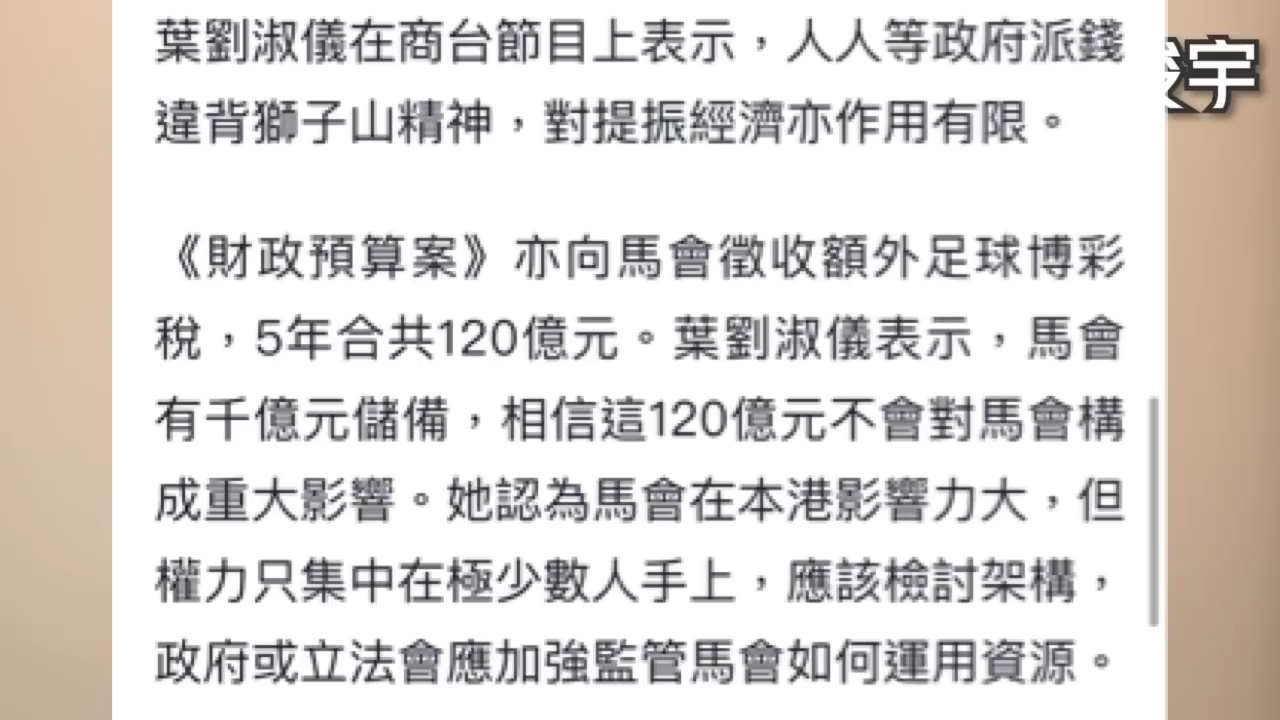 葉劉淑儀在商台節目上表示，人人等政府派錢
違背獅子山精神，對提振經濟亦作用有限。
《財政預算案》亦向馬會徵收額外足球博彩
稅，5年合共120億元。葉劉淑儀表示，馬會
有千億元儲備，相信這120億元不會對馬會構
成重大影響。她認為馬會在本港影響力大，但
權力只集中在極少數人手上，應該檢討架構，
政府或立法會應加強監管馬會如何運用資源。
宇